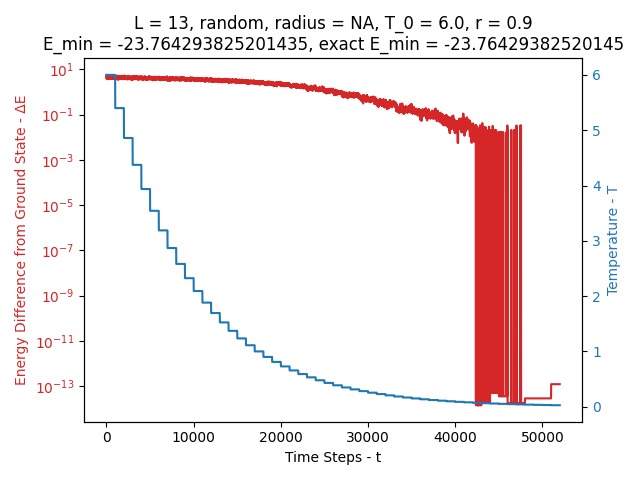 L = 13, random, radius = NA, T_0 = 6.0, r = 0.9
E_min = -23.764293825201435, exact E_min = -23.76429382520145
Energy Difference from Ground State - ΔE
10¹
10⁻¹
10⁻³
10⁻⁵
10⁻⁷
10⁻⁹
10⁻¹¹
10⁻¹³
6
5
4
3
2
1
0
Temperature - T
0 10000 20000 30000 40000 50000
Time Steps - t